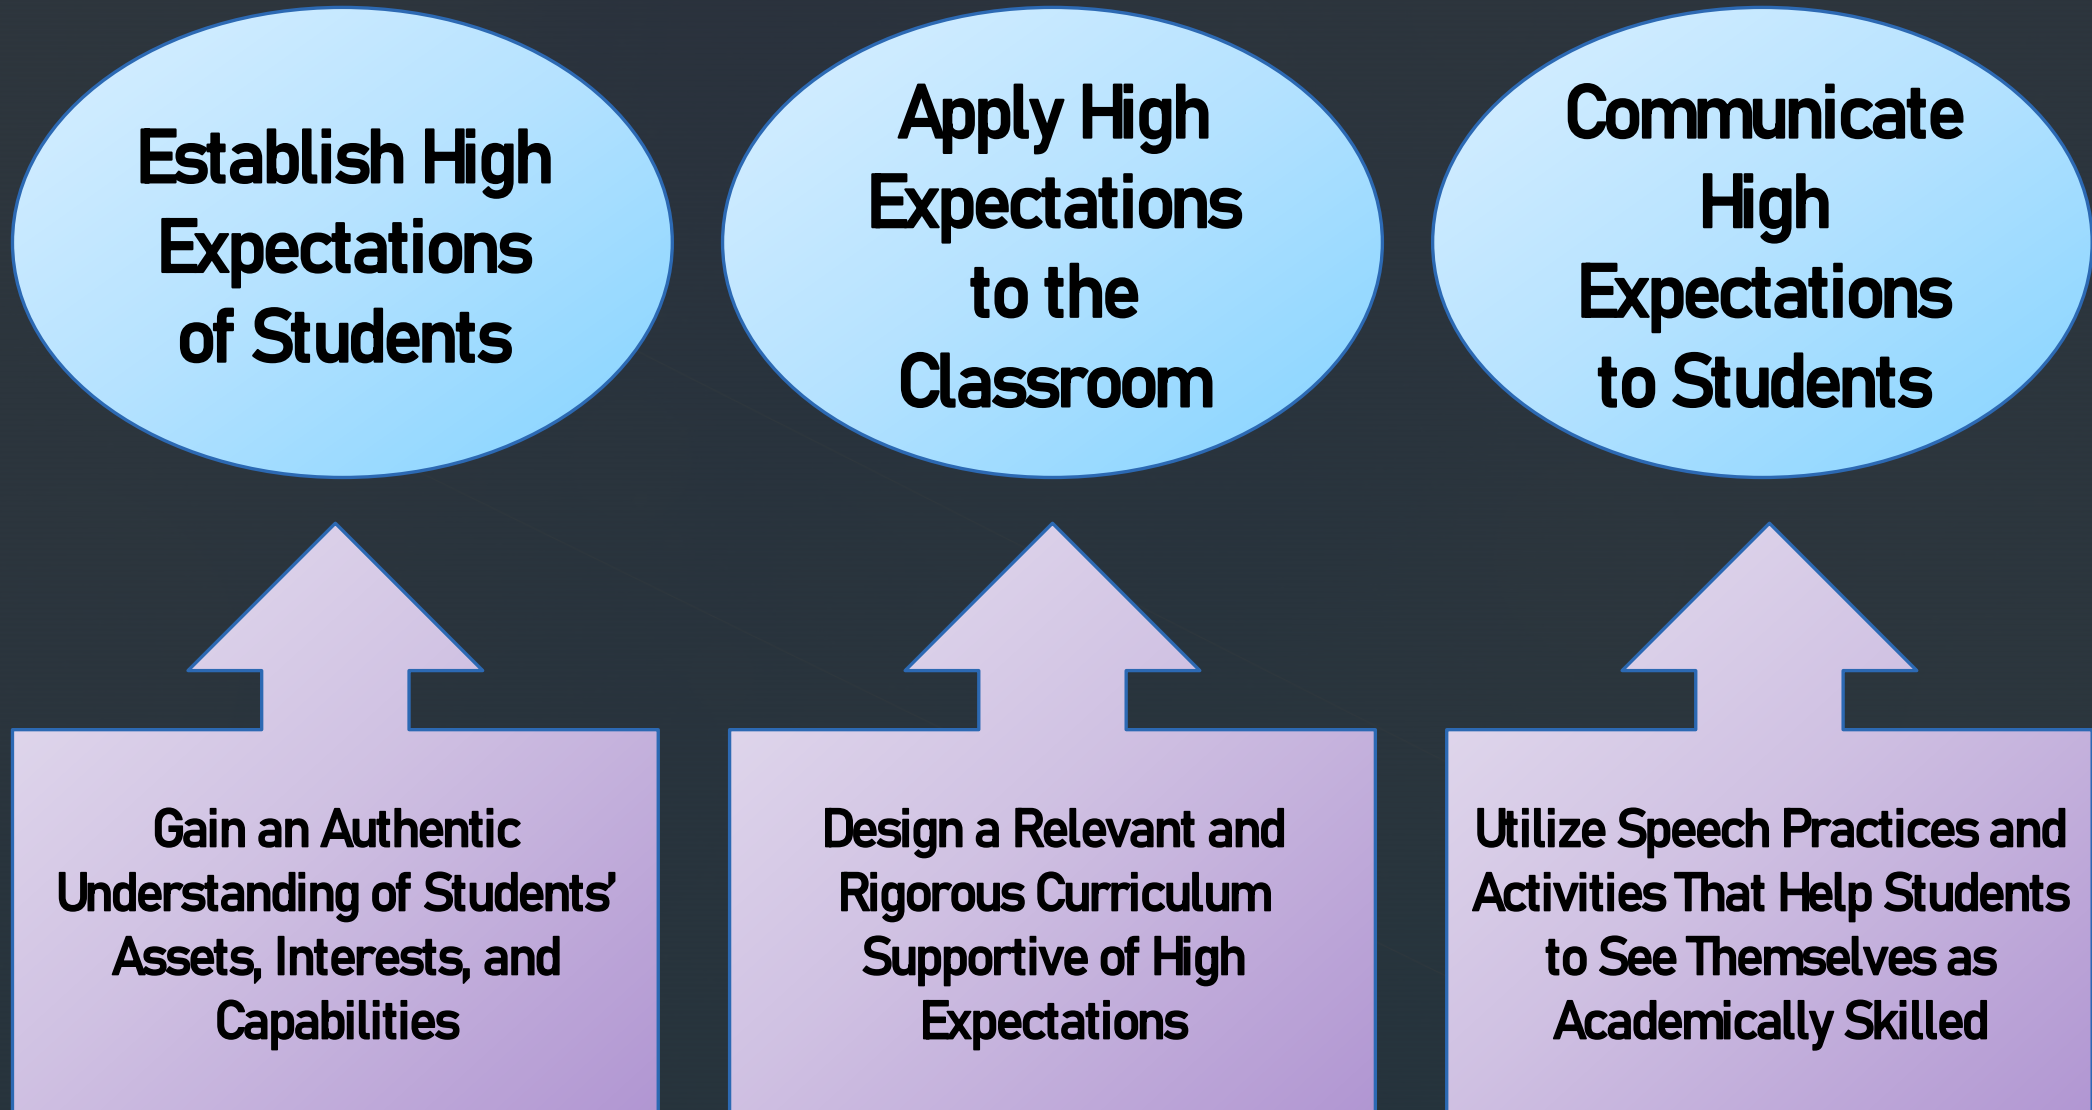 Establish High
Expectations
of Students
Apply High
Expectations
to the
Classroom
Communicate
High
Expectations
to Students
Gain an Authentic
Understanding of Students’
Assets, Interests, and
Capabilities
Design a Relevant and
Rigorous Curriculum
Supportive of High
Expectations
Utilize Speech Practices and
Activities That Help Students
to See Themselves as
Academically Skilled